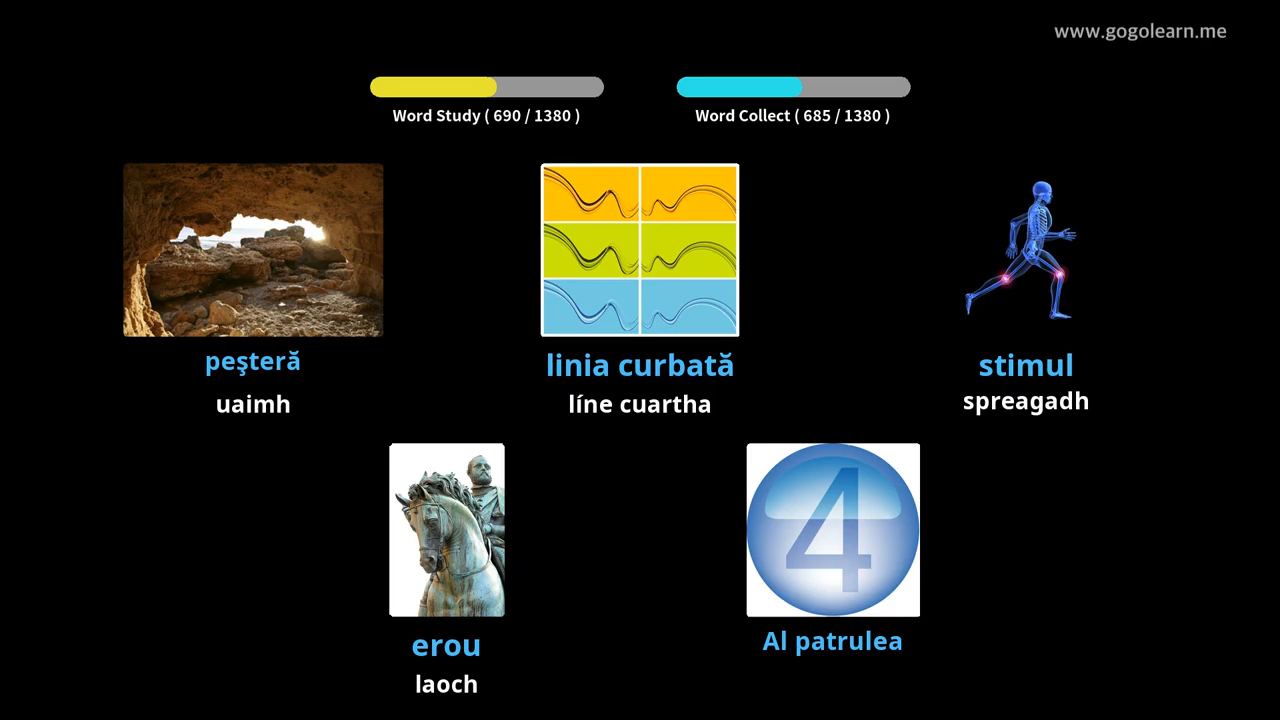 www.gogolearn.me
Word Study ( 690 / 1380 )
Word Collect ( 685 / 1380 )
peşteră
uaimh
linia curbată
líne cuartha
stimul
spreagadh
4
erou
laoch
Al patrulea